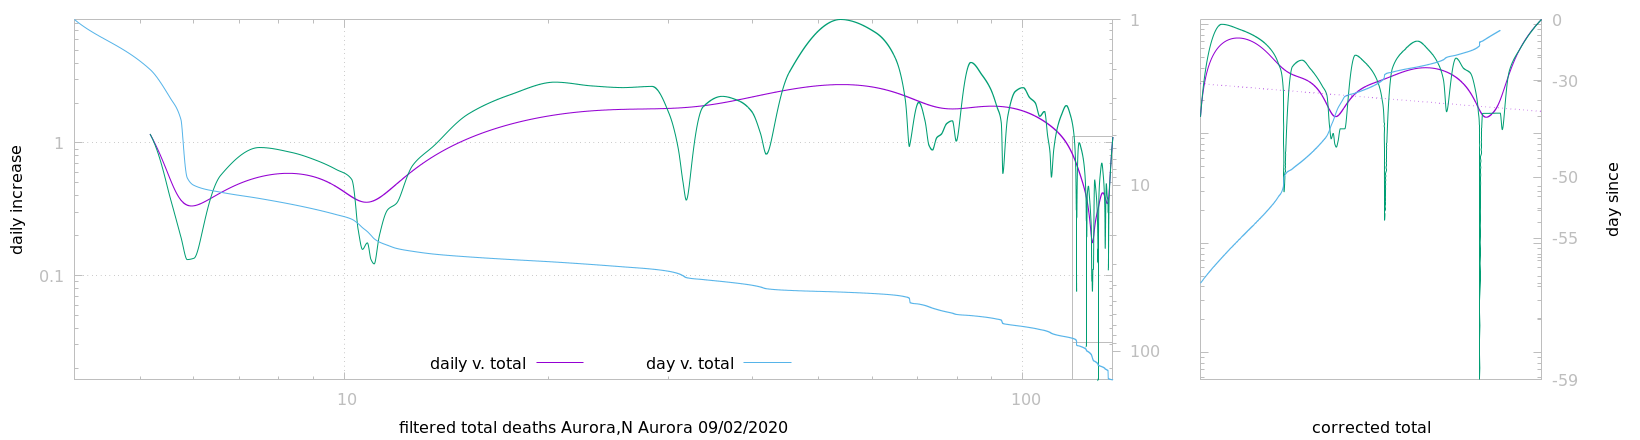 1
0
-30
1
daily increase
10
-50
day since
-55
0.1
daily v. total
day v. total
100
-59
10
100
filtered total deaths Aurora,N Aurora 09/02/2020
corrected total